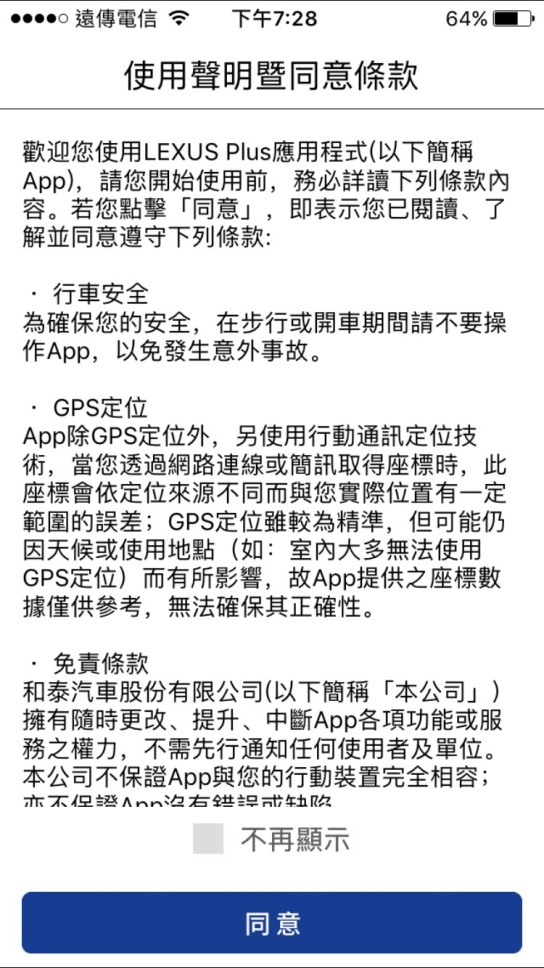 遠傳電信 下午7:28 64%
使用聲明暨同意條款
歡迎您使用LEXUS Plus應用程式(以下簡稱
App)，請您開始使用前，務必詳讀下列條款內
容。若您點擊「同意」，即表示您已閱讀、了
解並同意遵守下列條款:
· 行車安全
為確保您的安全，在步行或開車期間請不要操
作App，以免發生意外事故。
· GPS定位
App除GPS定位外，另使用行動通訊定位技
術，當您透過網路連線或簡訊取得座標時，此
座標會依定位來源不同而與您實際位置有一定
範圍的誤差；GPS定位雖較為精準，但可能仍
因天候或使用地點（如：室內大多無法使用
GPS定位）而有所影響，故App提供之座標數
據僅供參考，無法確保其正確性。
· 免責條款
和泰汽車股份有限公司(以下簡稱「本公司」)
擁有隨時更改、提升、中斷App各項功能或服
務之權力，不需先行通知任何使用者及單位。
本公司不保證App與您的行動裝置完全相容；
亦不保證App沒有錯誤或缺陷
不再顯示
同意